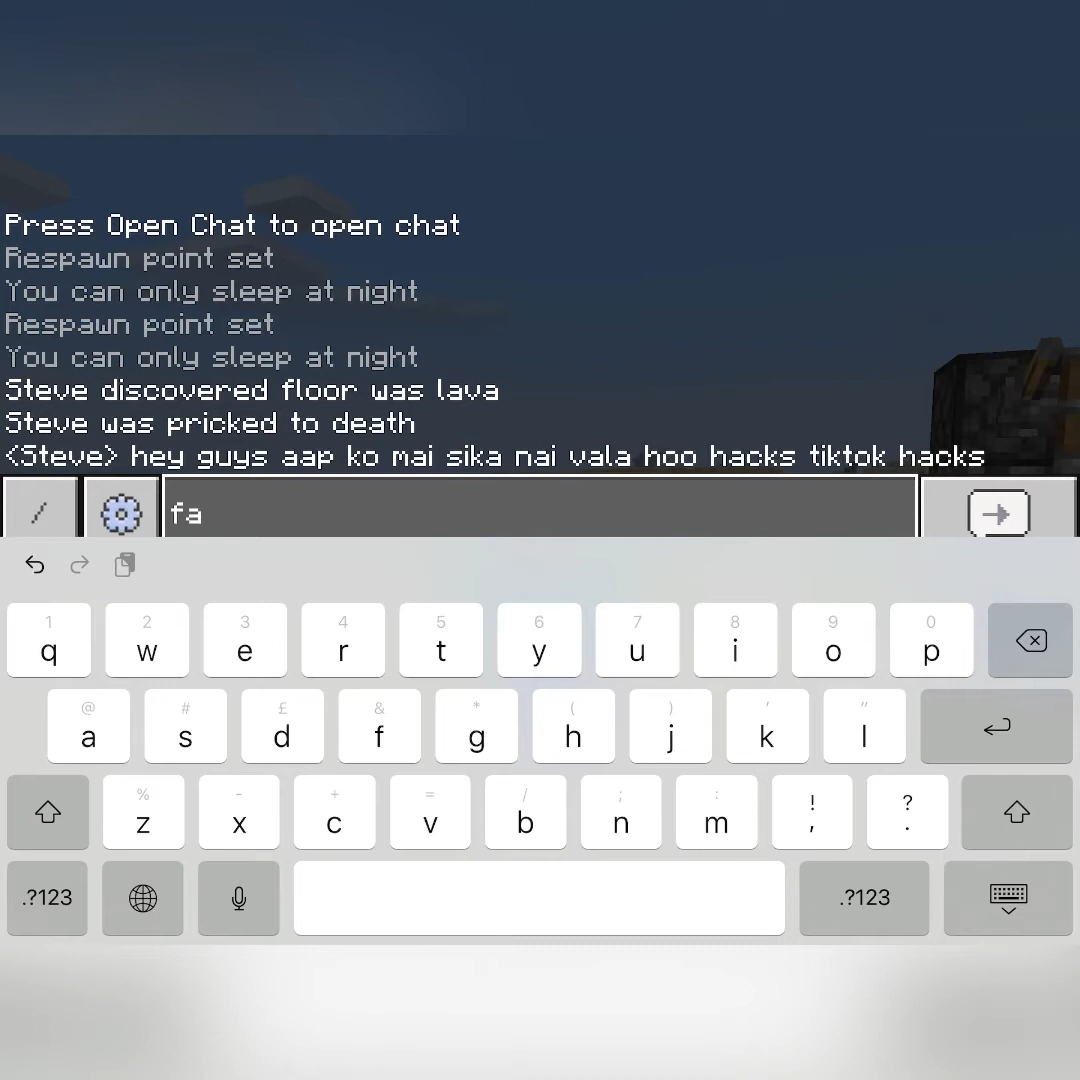 Press Open Chat to open chat
Respawn point set
You can only sleep at night
Respawn point set
You can only sleep at night
Steve discovered floor was lava
Steve was pricked to death
<Steve> hey guys aap ko mai sika nai vala hoo hacks tiktok hacks
/ fa
1 2 3 4 5 6 7 8 9 0
q w e r t y u i o p
@ # £ & * ( ) ' "
a s d f g h j k l
% - + = / ; : ! ?
z x c v b n m , .
.?123 .?123